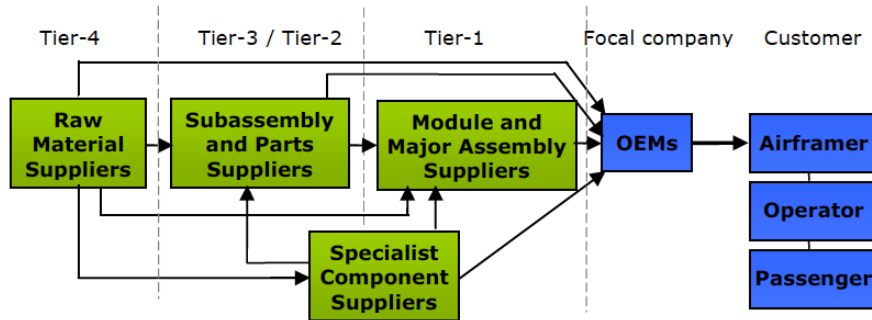 Tier-4
Tier-3 / Tier-2
Tier-1
Focal company
Customer
Raw
Material
Suppliers
Subassembly
and Parts
Suppliers
Module and
Major Assembly
Suppliers
OEMs
Airframer
Operator
Passenger
Specialist
Component
Suppliers